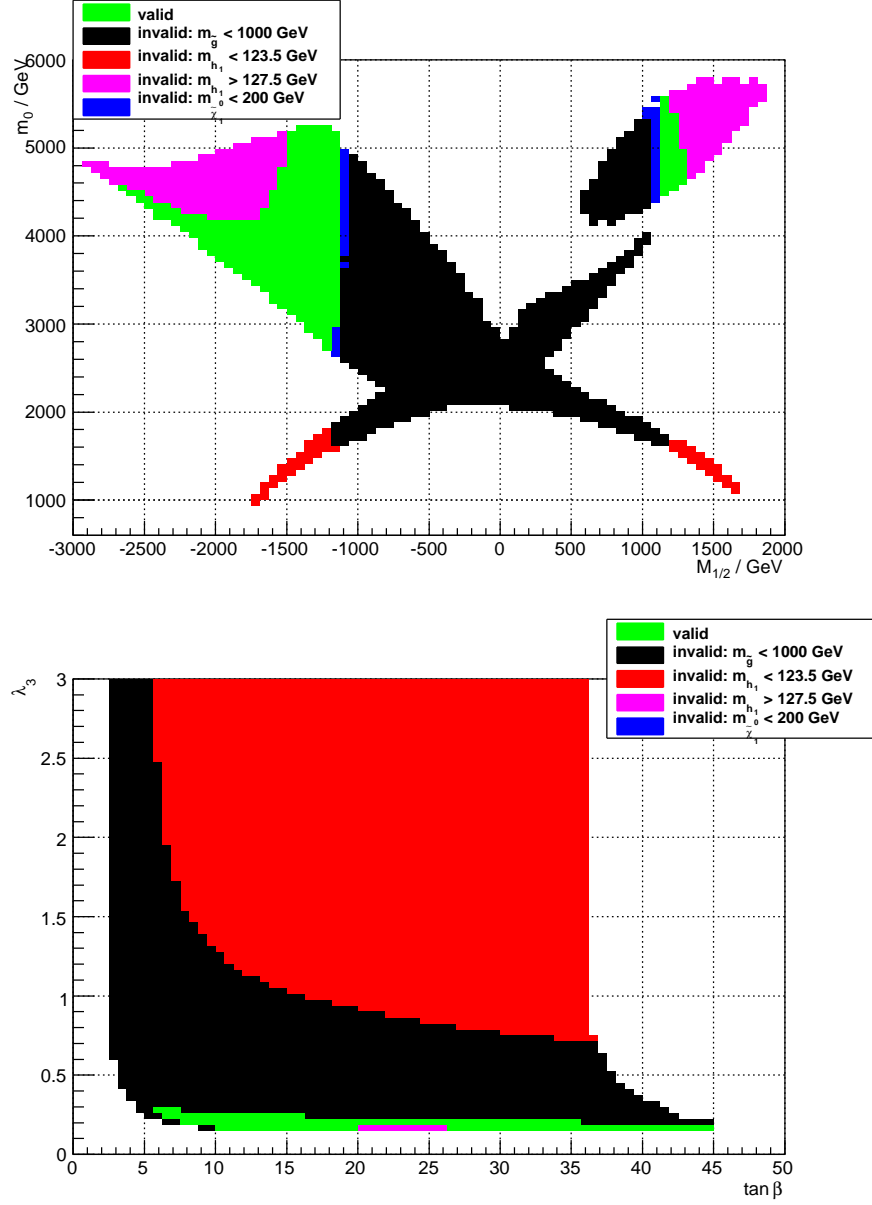 valid
invalid: m_g̃ < 1000 GeV
invalid: m_h₁ < 123.5 GeV
invalid: m_h₁ > 127.5 GeV
invalid: m_χ̃₁⁰ < 200 GeV
m₀ / GeV
6000
5000
4000
3000
2000
1000
-3000 -2500 -2000 -1500 -1000 -500 0 500 1000 1500 2000
M₁/₂ / GeV
valid
invalid: m_g̃ < 1000 GeV
invalid: m_h₁ < 123.5 GeV
invalid: m_h₁ > 127.5 GeV
invalid: m_χ̃₁⁰ < 200 GeV
λ₃
3
2.5
2
1.5
1
0.5
0
0 5 10 15 20 25 30 35 40 45 50
tan β